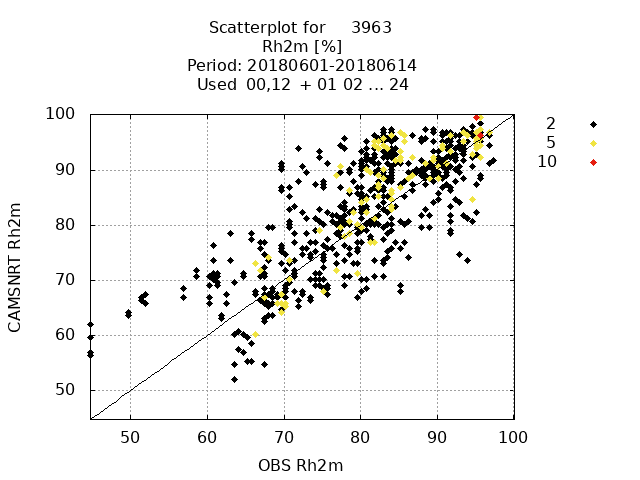 Scatterplot for 3963
Rh2m [%]
Period: 20180601-20180614
Used 00,12 + 01 02 ... 24
100
90
80
70
60
50
CAMSNRT Rh2m
50 60 70 80 90 100
OBS Rh2m
2
5
10